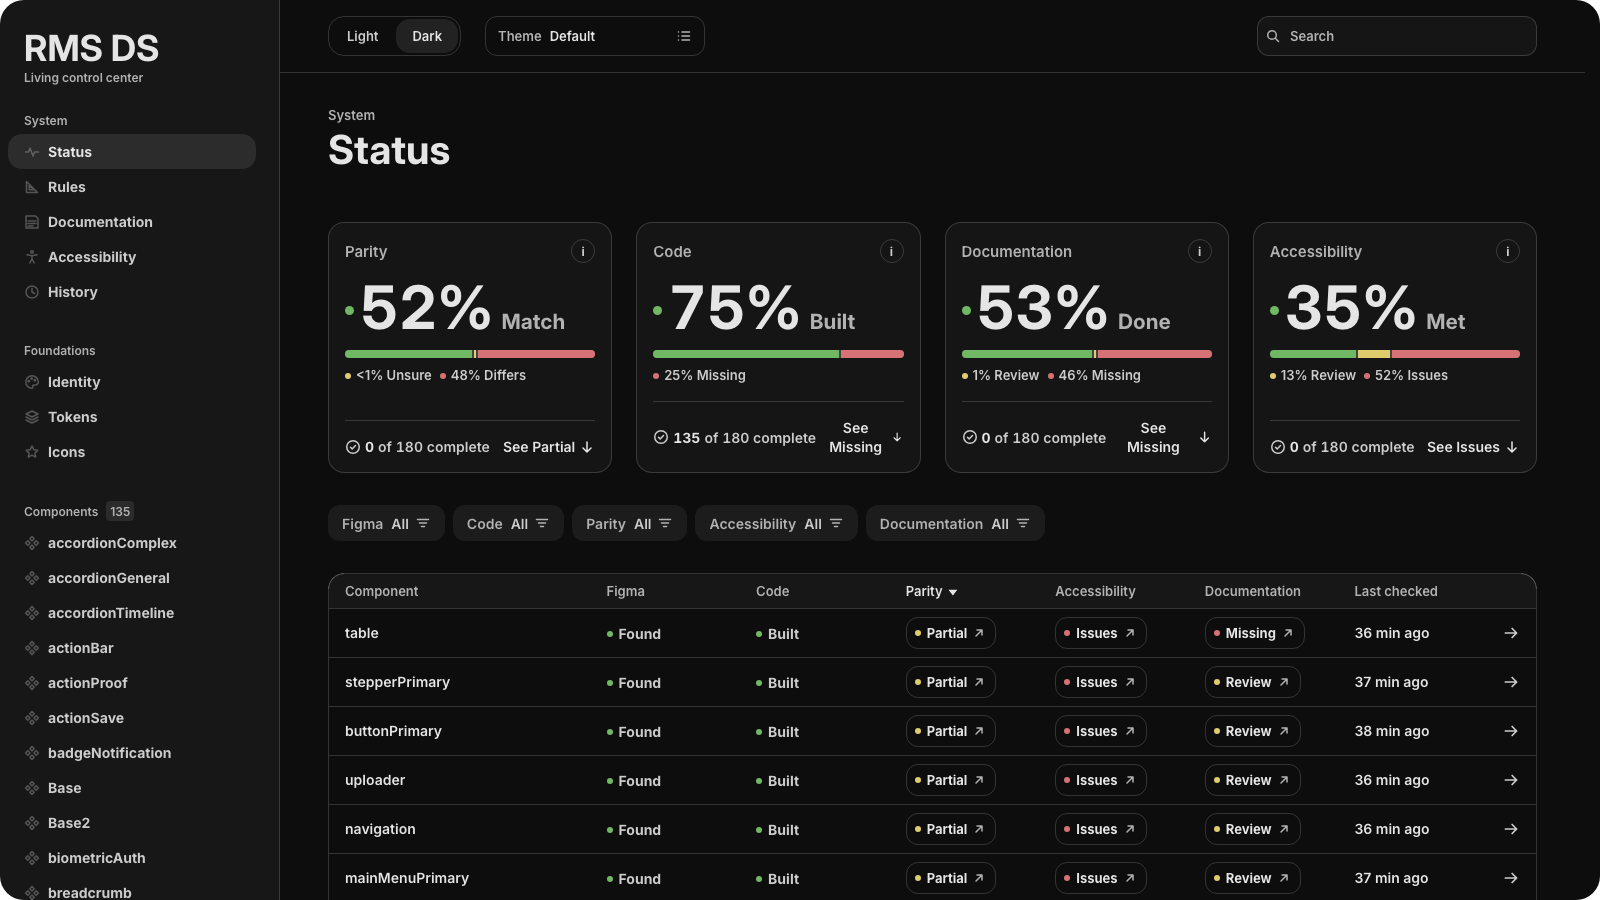 RMS DS
Living control center
System
Status
Rules
Documentation
Accessibility
History
Foundations
Identity
Tokens
Icons
Components 135
accordionComplex
accordionGeneral
accordionTimeline
actionBar
actionProof
actionSave
badgeNotification
Base
Base2
biometricAuth
breadcrumb
Light Dark Theme Default Search
System
Status
Parity i
52% Match
<1% Unsure 48% Differs
0 of 180 complete See Partial
Code i
75% Built
25% Missing
135 of 180 complete See Missing
Documentation i
53% Done
1% Review 46% Missing
0 of 180 complete See Missing
Accessibility i
35% Met
13% Review 52% Issues
0 of 180 complete See Issues
Figma All Code All Parity All Accessibility All Documentation All
Component Figma Code Parity Accessibility Documentation Last checked
table Found Built Partial Issues Missing 36 min ago
stepperPrimary Found Built Partial Issues Review 37 min ago
buttonPrimary Found Built Partial Issues Review 38 min ago
uploader Found Built Partial Issues Review 36 min ago
navigation Found Built Partial Issues Review 36 min ago
mainMenuPrimary Found Built Partial Issues Review 37 min ago